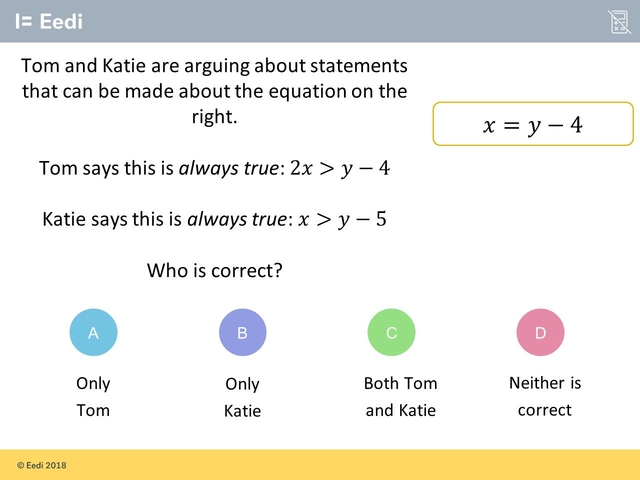 Eedi
Tom and Katie are arguing about statements
that can be made about the equation on the
right.
x = y − 4
Tom says this is always true: 2x > y − 4
Katie says this is always true: x > y − 5
Who is correct?
A
B
C
D
Only
Tom
Only
Katie
Both Tom
and Katie
Neither is
correct
© Eedi 2018